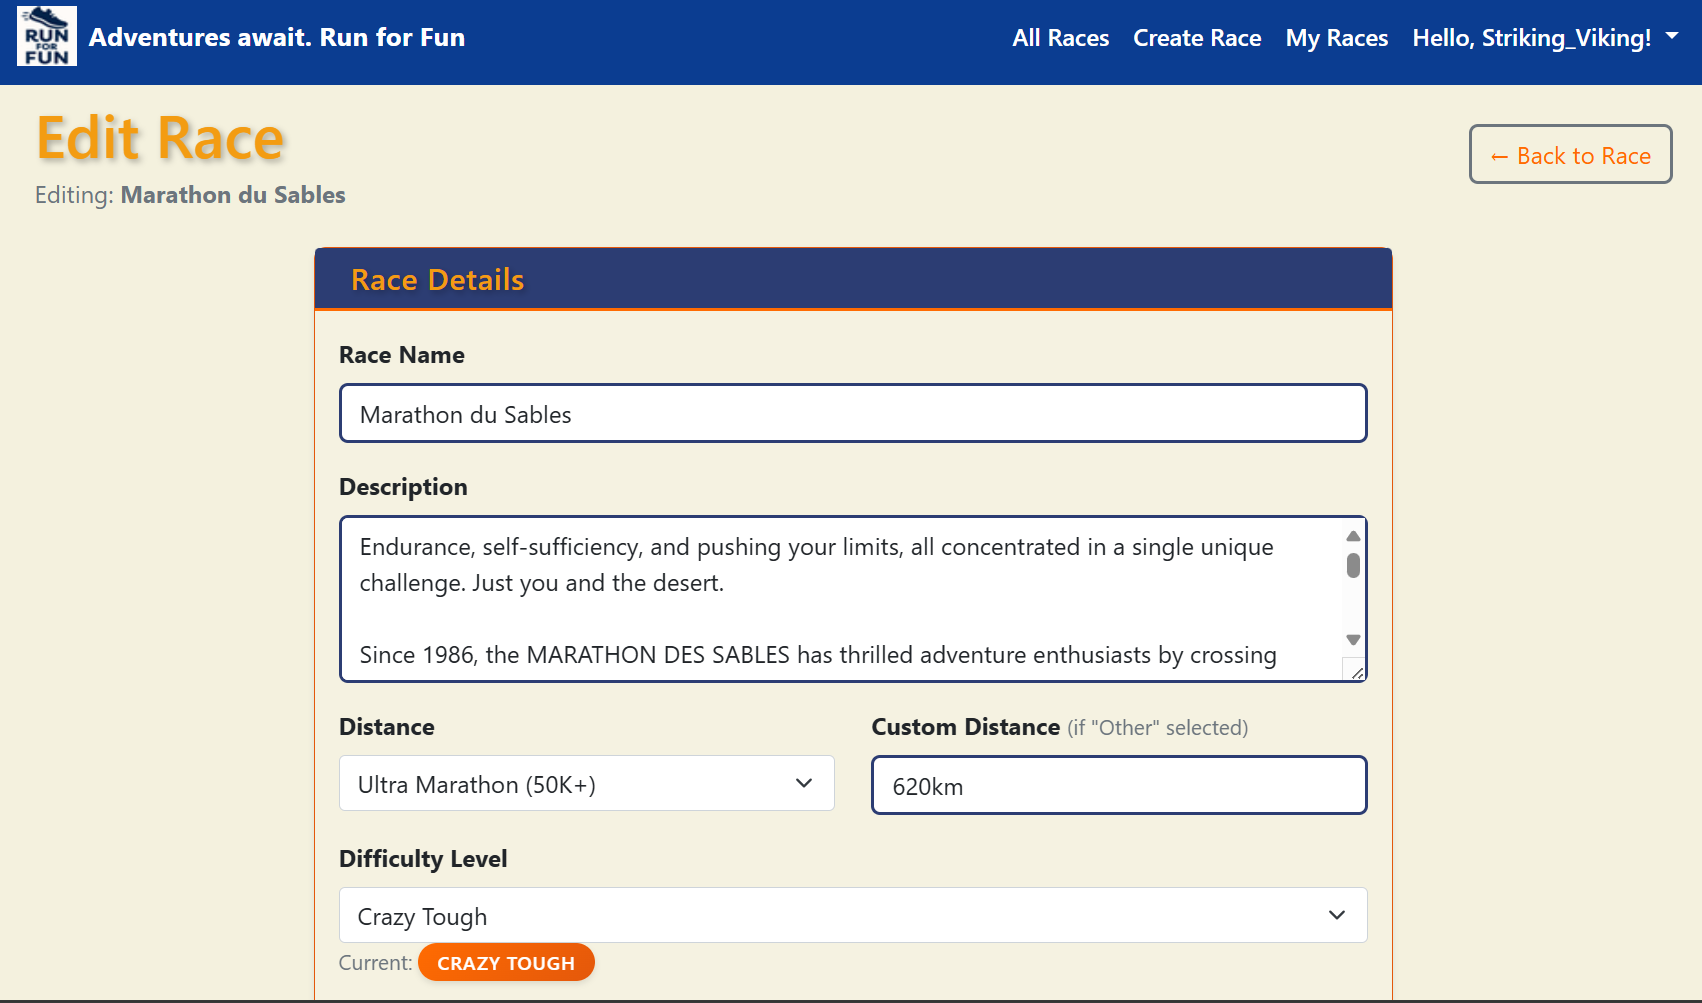 RUN
FOR
FUN
Adventures await. Run for Fun
All Races
Create Race
My Races
Hello, Striking_Viking!
Edit Race
← Back to Race
Editing: Marathon du Sables
Race Details
Race Name
Marathon du Sables
Description
Endurance, self-sufficiency, and pushing your limits, all concentrated in a single unique
challenge. Just you and the desert.
Since 1986, the MARATHON DES SABLES has thrilled adventure enthusiasts by crossing
Distance
Custom Distance (if "Other" selected)
Ultra Marathon (50K+)
620km
Difficulty Level
Crazy Tough
Current: CRAZY TOUGH